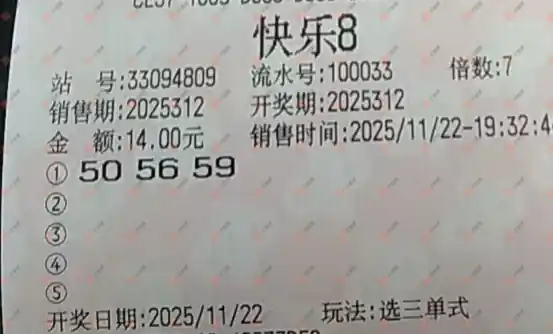 快乐8
站 号:33094809 流水号:100033 倍数:7
销售期:2025312 开奖期:2025312
金 额:14.00元 销售时间:2025/11/22-19:32:4
① 50 56 59
②
③
④
⑤
开奖日期:2025/11/22 玩法:选三单式